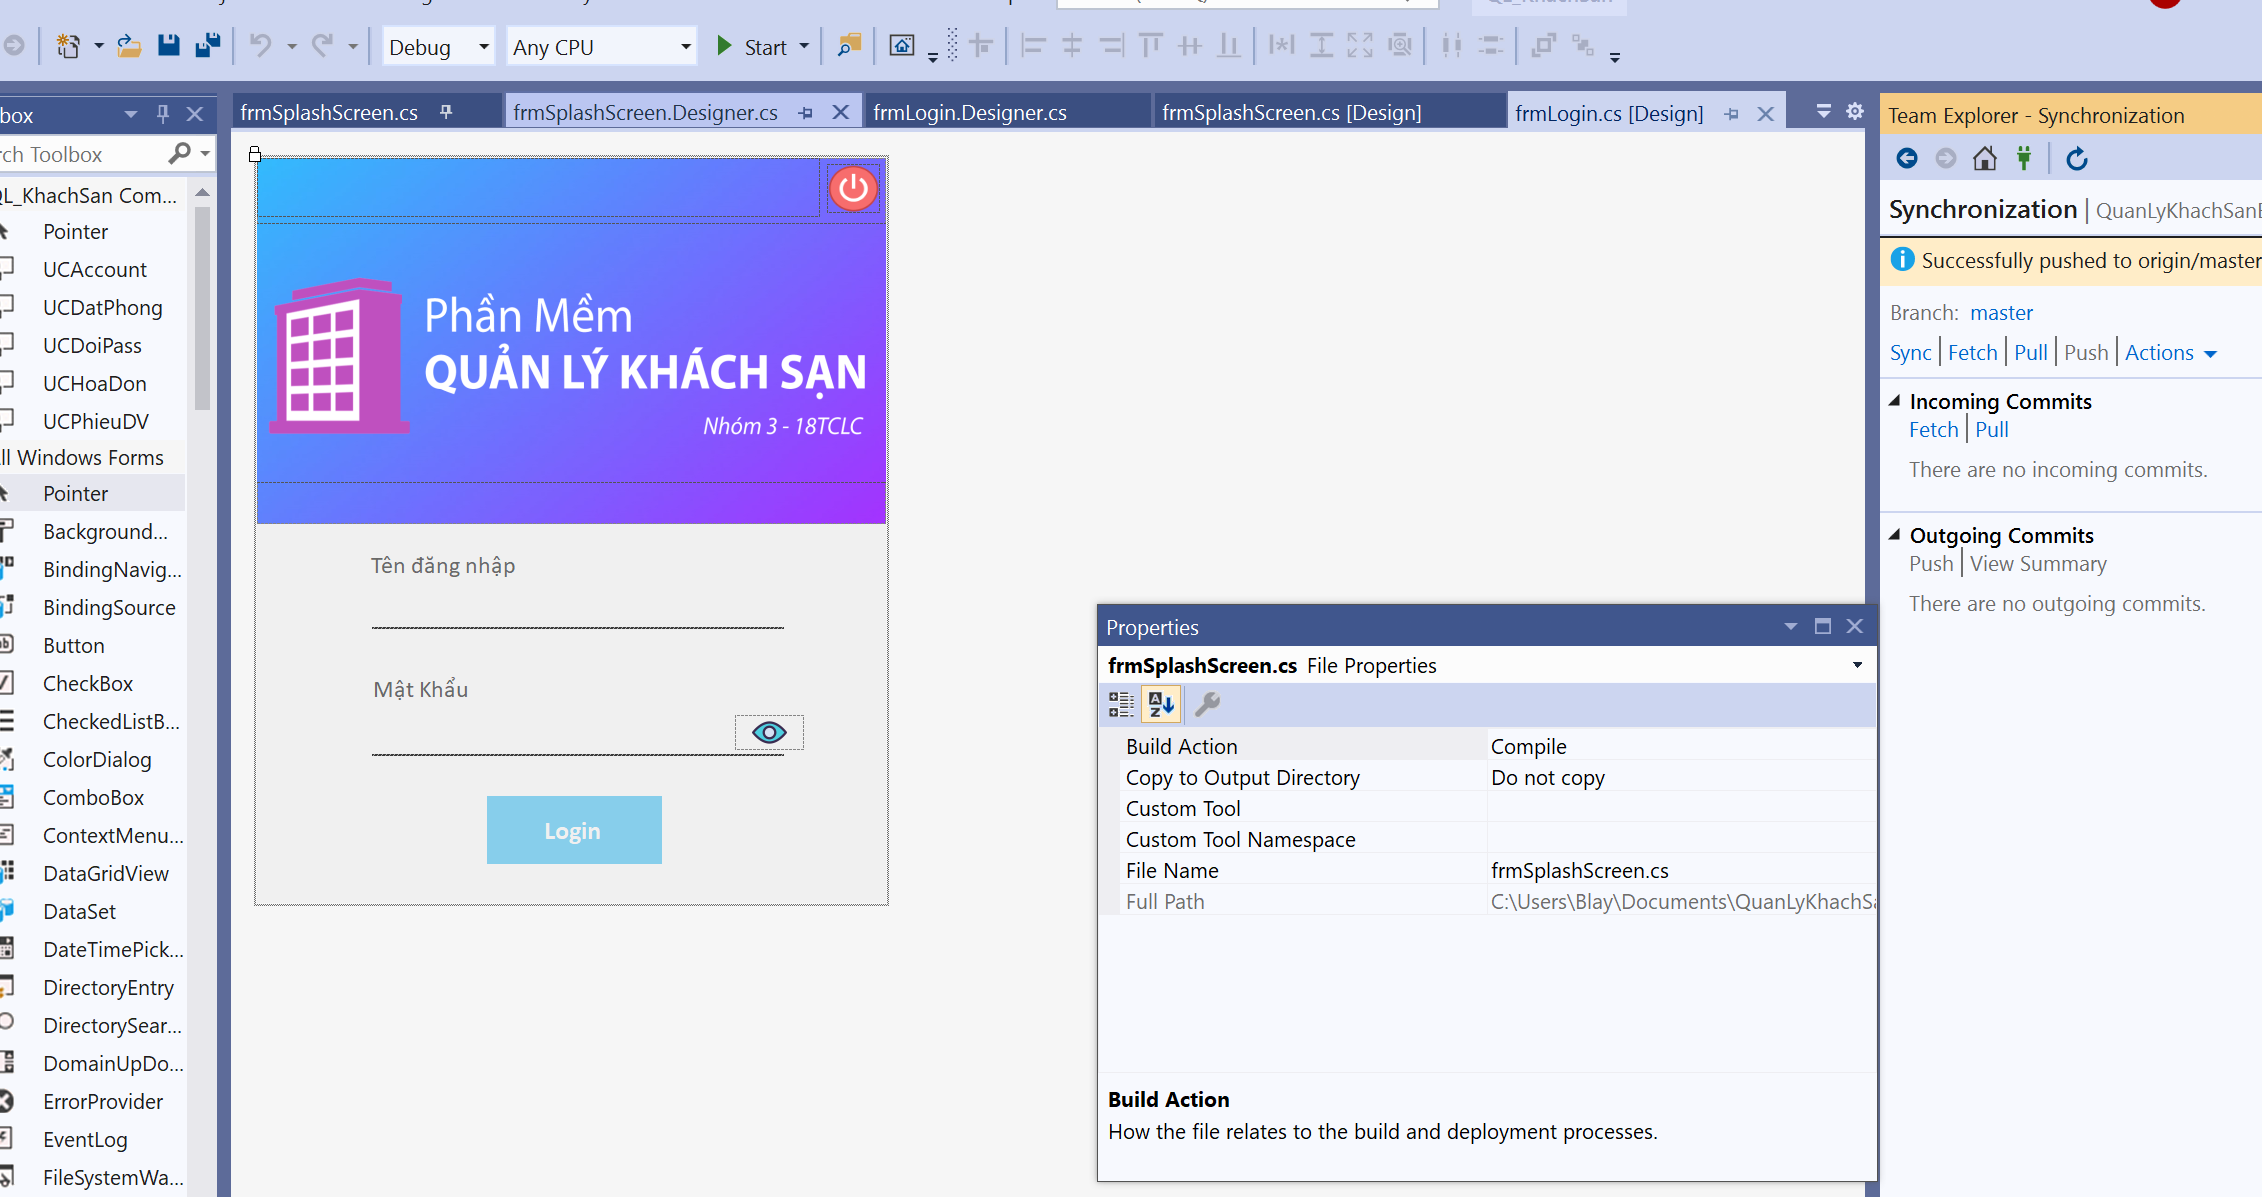 Debug
Any CPU
Start
frmSplashScreen.cs
frmSplashScreen.Designer.cs
frmLogin.Designer.cs
frmSplashScreen.cs [Design]
frmLogin.cs [Design]
box
ch Toolbox
QL_KhachSan Com...
Pointer
UCAccount
UCDatPhong
UCDoiPass
UCHoaDon
UCPhieuDV
ll Windows Forms
Pointer
Background...
BindingNavig...
BindingSource
Button
CheckBox
CheckedListB...
ColorDialog
ComboBox
ContextMenu...
DataGridView
DataSet
DateTimePick...
DirectoryEntry
DirectorySear...
DomainUpDo...
ErrorProvider
EventLog
FileSystemWa...
Phần Mềm
QUẢN LÝ KHÁCH SẠN
Nhóm 3 - 18TCLC
Tên đăng nhập
Mật Khẩu
Login
Properties
frmSplashScreen.cs File Properties
Build Action Compile
Copy to Output Directory Do not copy
Custom Tool
Custom Tool Namespace
File Name frmSplashScreen.cs
Full Path C:\Users\Blay\Documents\QuanLyKhachSa
Build Action
How the file relates to the build and deployment processes.
Team Explorer - Synchronization
Synchronization | QuanLyKhachSanE
Successfully pushed to origin/master
Branch: master
Sync | Fetch | Pull | Push | Actions
Incoming Commits
Fetch | Pull
There are no incoming commits.
Outgoing Commits
Push | View Summary
There are no outgoing commits.